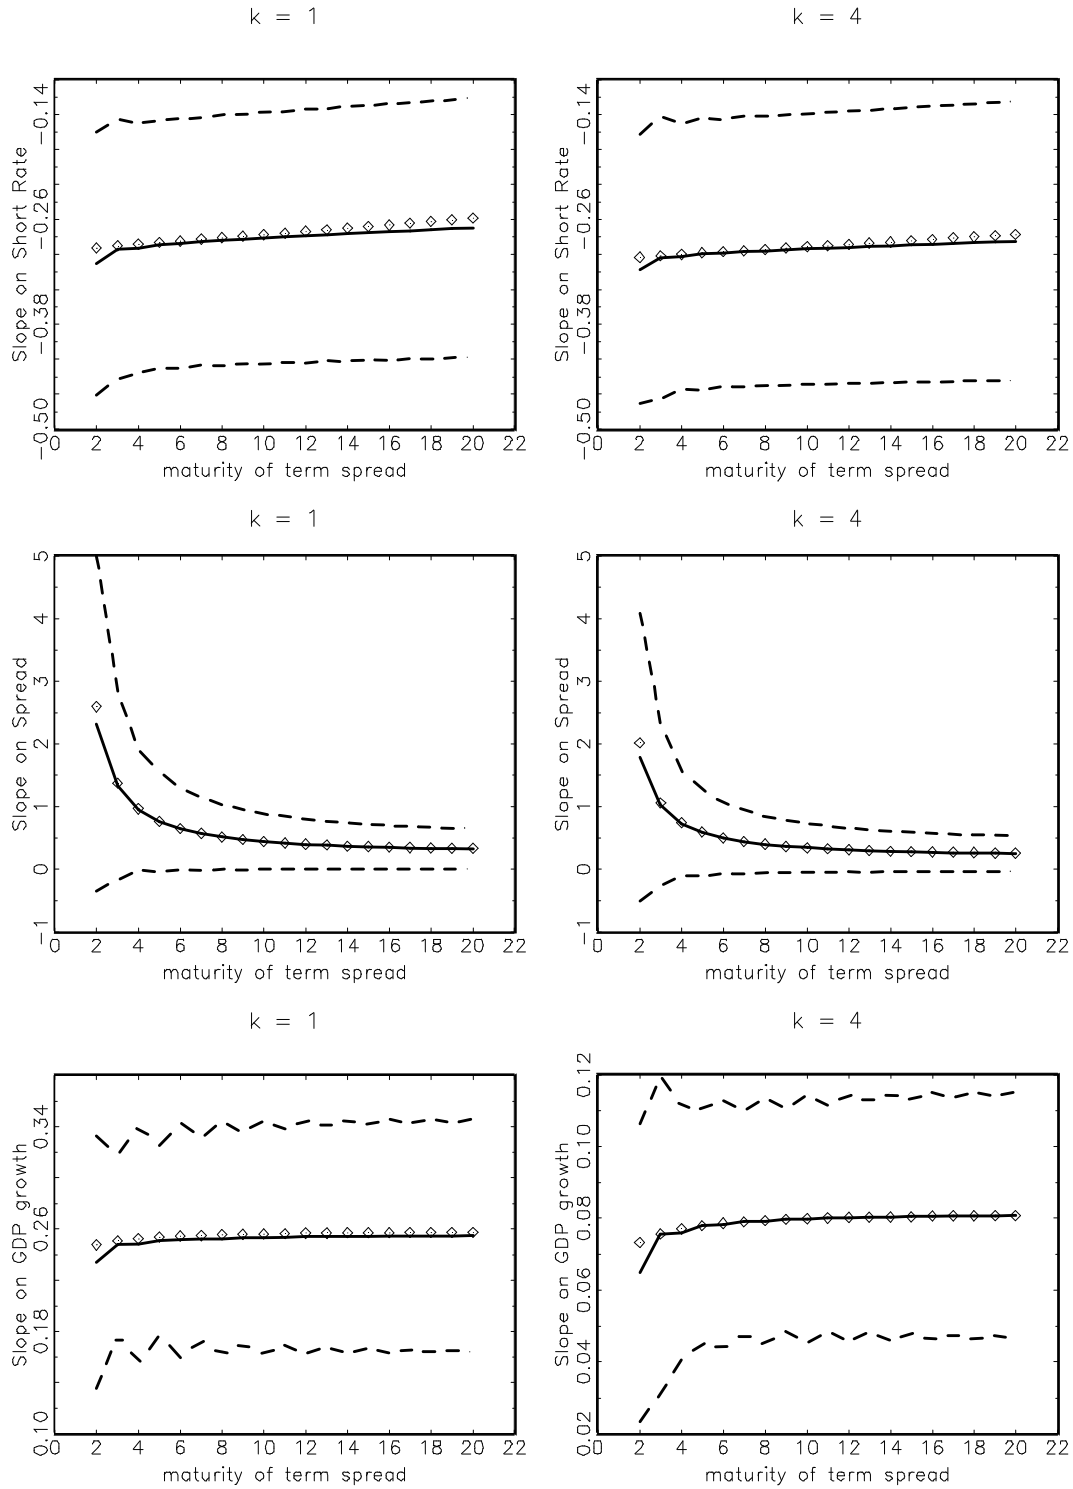 k = 1
k = 4
Slope on Short Rate
-0.14
-0.26
-0.38
-0.50
0 2 4 6 8 10 12 14 16 18 20 22
maturity of term spread
Slope on Short Rate
-0.14
-0.26
-0.38
-0.50
0 2 4 6 8 10 12 14 16 18 20 22
maturity of term spread
k = 1
k = 4
Slope on Spread
5
4
3
2
1
0
-1
0 2 4 6 8 10 12 14 16 18 20 22
maturity of term spread
Slope on Spread
5
4
3
2
1
0
-1
0 2 4 6 8 10 12 14 16 18 20 22
maturity of term spread
k = 1
k = 4
Slope on GDP growth
0.34
0.26
0.18
0.10
0 2 4 6 8 10 12 14 16 18 20 22
maturity of term spread
Slope on GDP growth
0.12
0.10
0.08
0.06
0.04
0.02
0 2 4 6 8 10 12 14 16 18 20 22
maturity of term spread